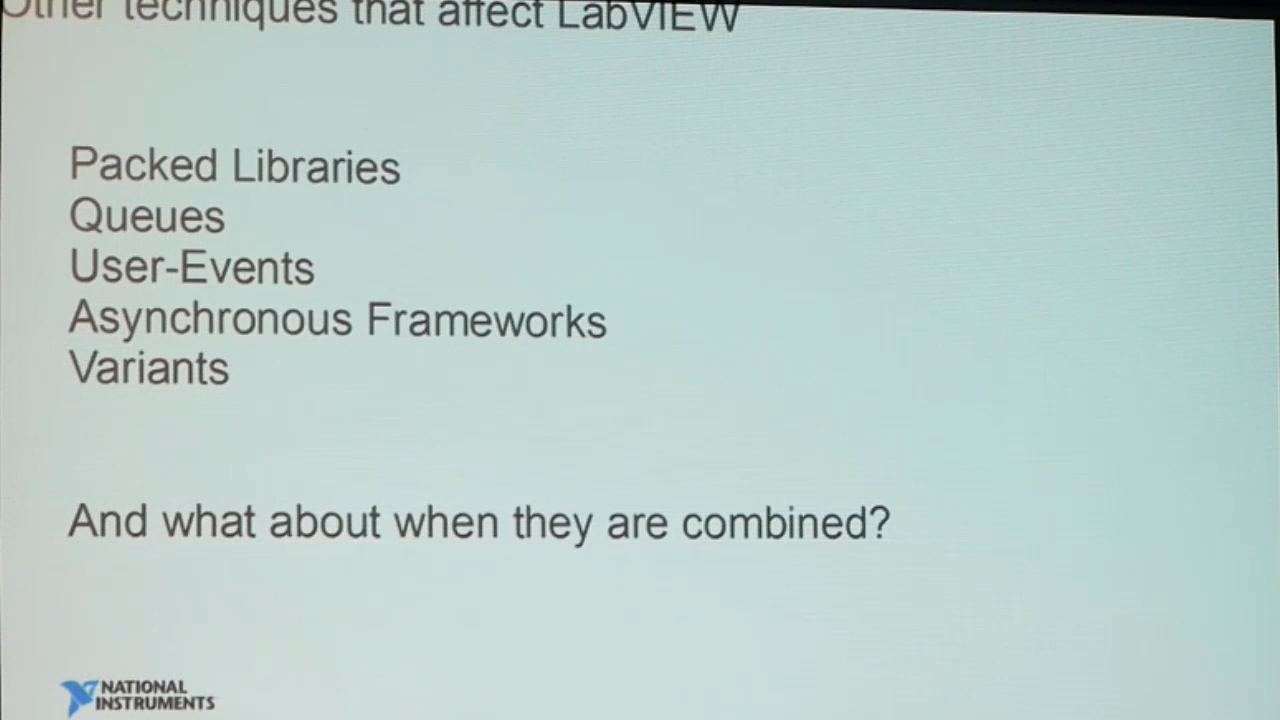 Other techniques that affect LabVIEW
Packed Libraries
Queues
User-Events
Asynchronous Frameworks
Variants
And what about when they are combined?
NATIONAL
INSTRUMENTS